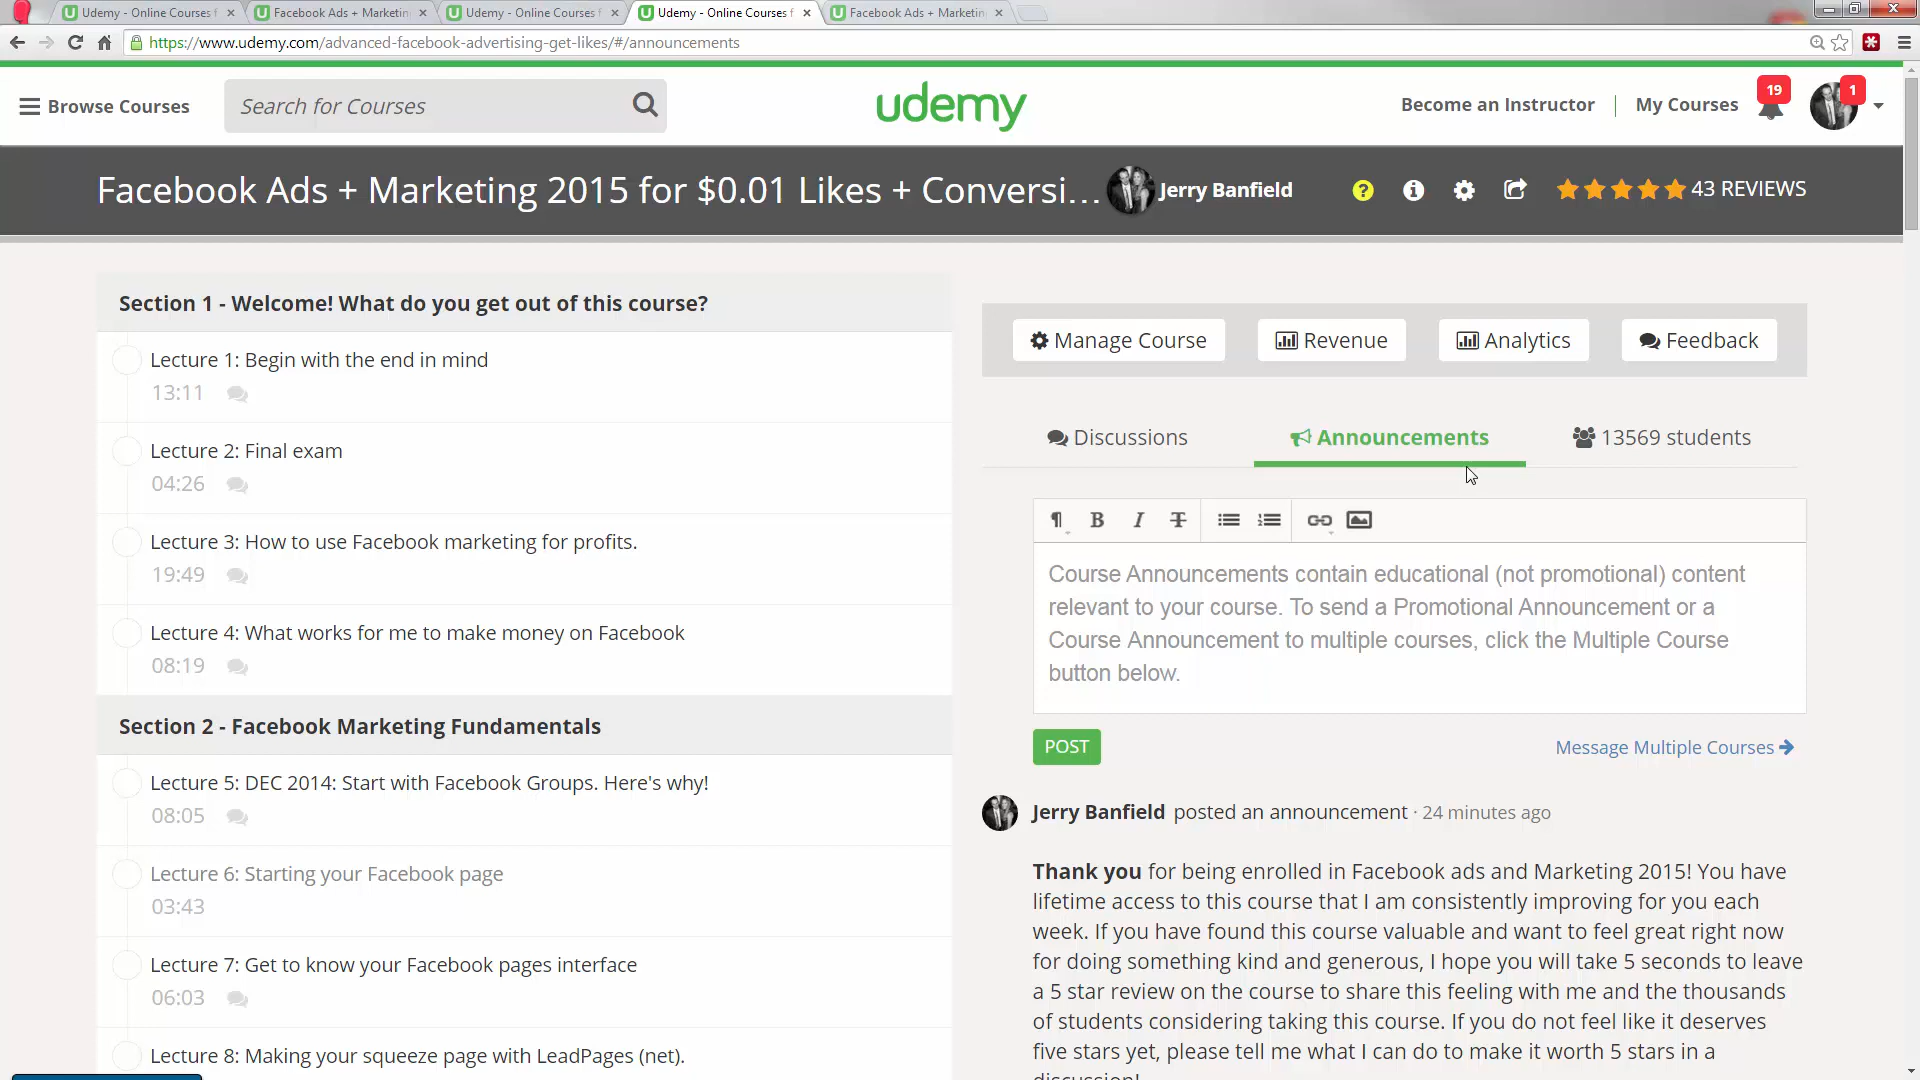 Udemy - Online Courses f
Facebook Ads + Marketin
Udemy - Online Courses f
Udemy - Online Courses f
Facebook Ads + Marketin
https://www.udemy.com/advanced-facebook-advertising-get-likes/#/announcements
Browse Courses
Search for Courses
udemy
Become an Instructor
My Courses
19
1
Facebook Ads + Marketing 2015 for $0.01 Likes + Conversi...
Jerry Banfield
43 REVIEWS
Section 1 - Welcome! What do you get out of this course?
Lecture 1: Begin with the end in mind
13:11
Lecture 2: Final exam
04:26
Lecture 3: How to use Facebook marketing for profits.
19:49
Lecture 4: What works for me to make money on Facebook
08:19
Section 2 - Facebook Marketing Fundamentals
Lecture 5: DEC 2014: Start with Facebook Groups. Here's why!
08:05
Lecture 6: Starting your Facebook page
03:43
Lecture 7: Get to know your Facebook pages interface
06:03
Lecture 8: Making your squeeze page with LeadPages (net).
Manage Course
Revenue
Analytics
Feedback
Discussions
Announcements
13569 students
Course Announcements contain educational (not promotional) content
relevant to your course. To send a Promotional Announcement or a
Course Announcement to multiple courses, click the Multiple Course
button below.
POST
Message Multiple Courses
Jerry Banfield posted an announcement · 24 minutes ago
Thank you for being enrolled in Facebook ads and Marketing 2015! You have
lifetime access to this course that I am consistently improving for you each
week. If you have found this course valuable and want to feel great right now
for doing something kind and generous, I hope you will take 5 seconds to leave
a 5 star review on the course to share this feeling with me and the thousands
of students considering taking this course. If you do not feel like it deserves
five stars yet, please tell me what I can do to make it worth 5 stars in a
discussion!